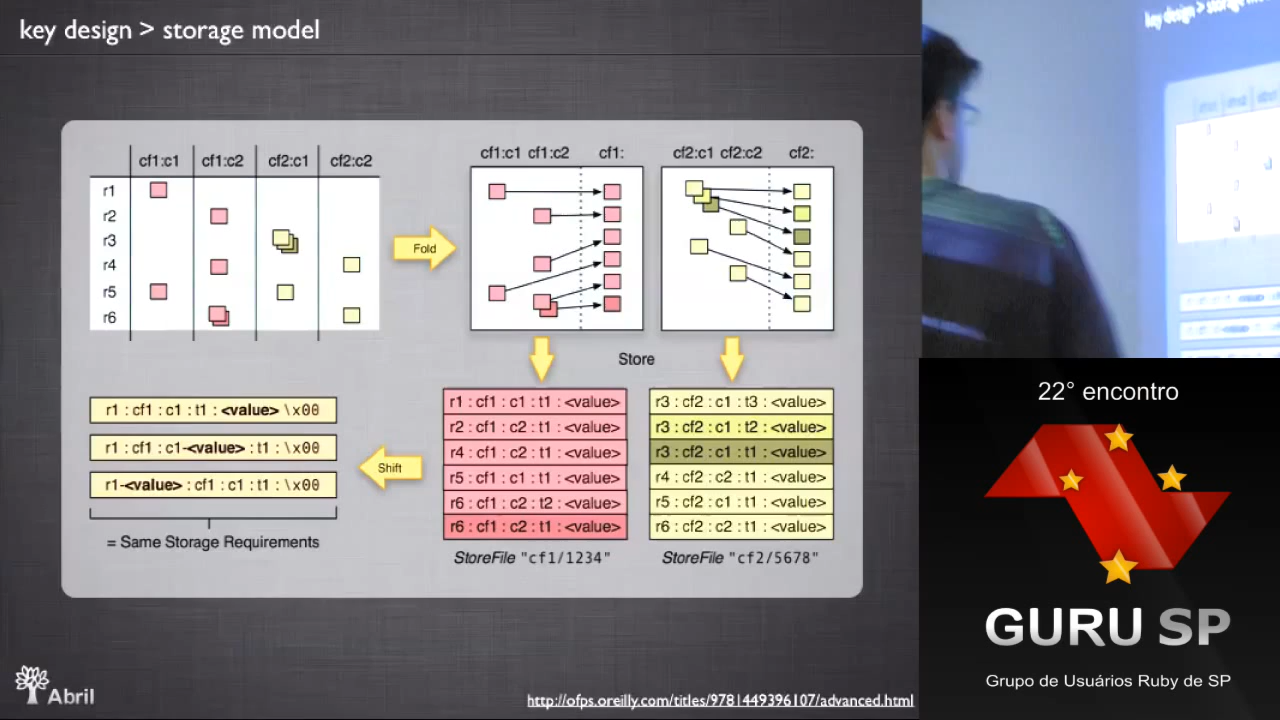 key design > storage model
cf1:c1 cf1:c2 cf2:c1 cf2:c2
r1
r2
r3
r4
r5
r6
Fold
cf1:c1 cf1:c2 cf1:
cf2:c1 cf2:c2 cf2:
Store
r1 : cf1 : c1 : t1 : <value>
r2 : cf1 : c2 : t1 : <value>
r4 : cf1 : c2 : t1 : <value>
r5 : cf1 : c1 : t1 : <value>
r6 : cf1 : c2 : t2 : <value>
r6 : cf1 : c2 : t1 : <value>
StoreFile "cf1/1234"
r3 : cf2 : c1 : t3 : <value>
r3 : cf2 : c1 : t2 : <value>
r3 : cf2 : c1 : t1 : <value>
r4 : cf2 : c2 : t1 : <value>
r5 : cf2 : c1 : t1 : <value>
r6 : cf2 : c2 : t1 : <value>
StoreFile "cf2/5678"
Shift
r1 : cf1 : c1 : t1 : <value> \x00
r1 : cf1 : c1-<value> : t1 : \x00
r1-<value> : cf1 : c1 : t1 : \x00
= Same Storage Requirements
Abril
http://ofps.oreilly.com/titles/9781449396107/advanced.html
key design > storage
22° encontro
GURU SP
Grupo de Usuários Ruby de SP